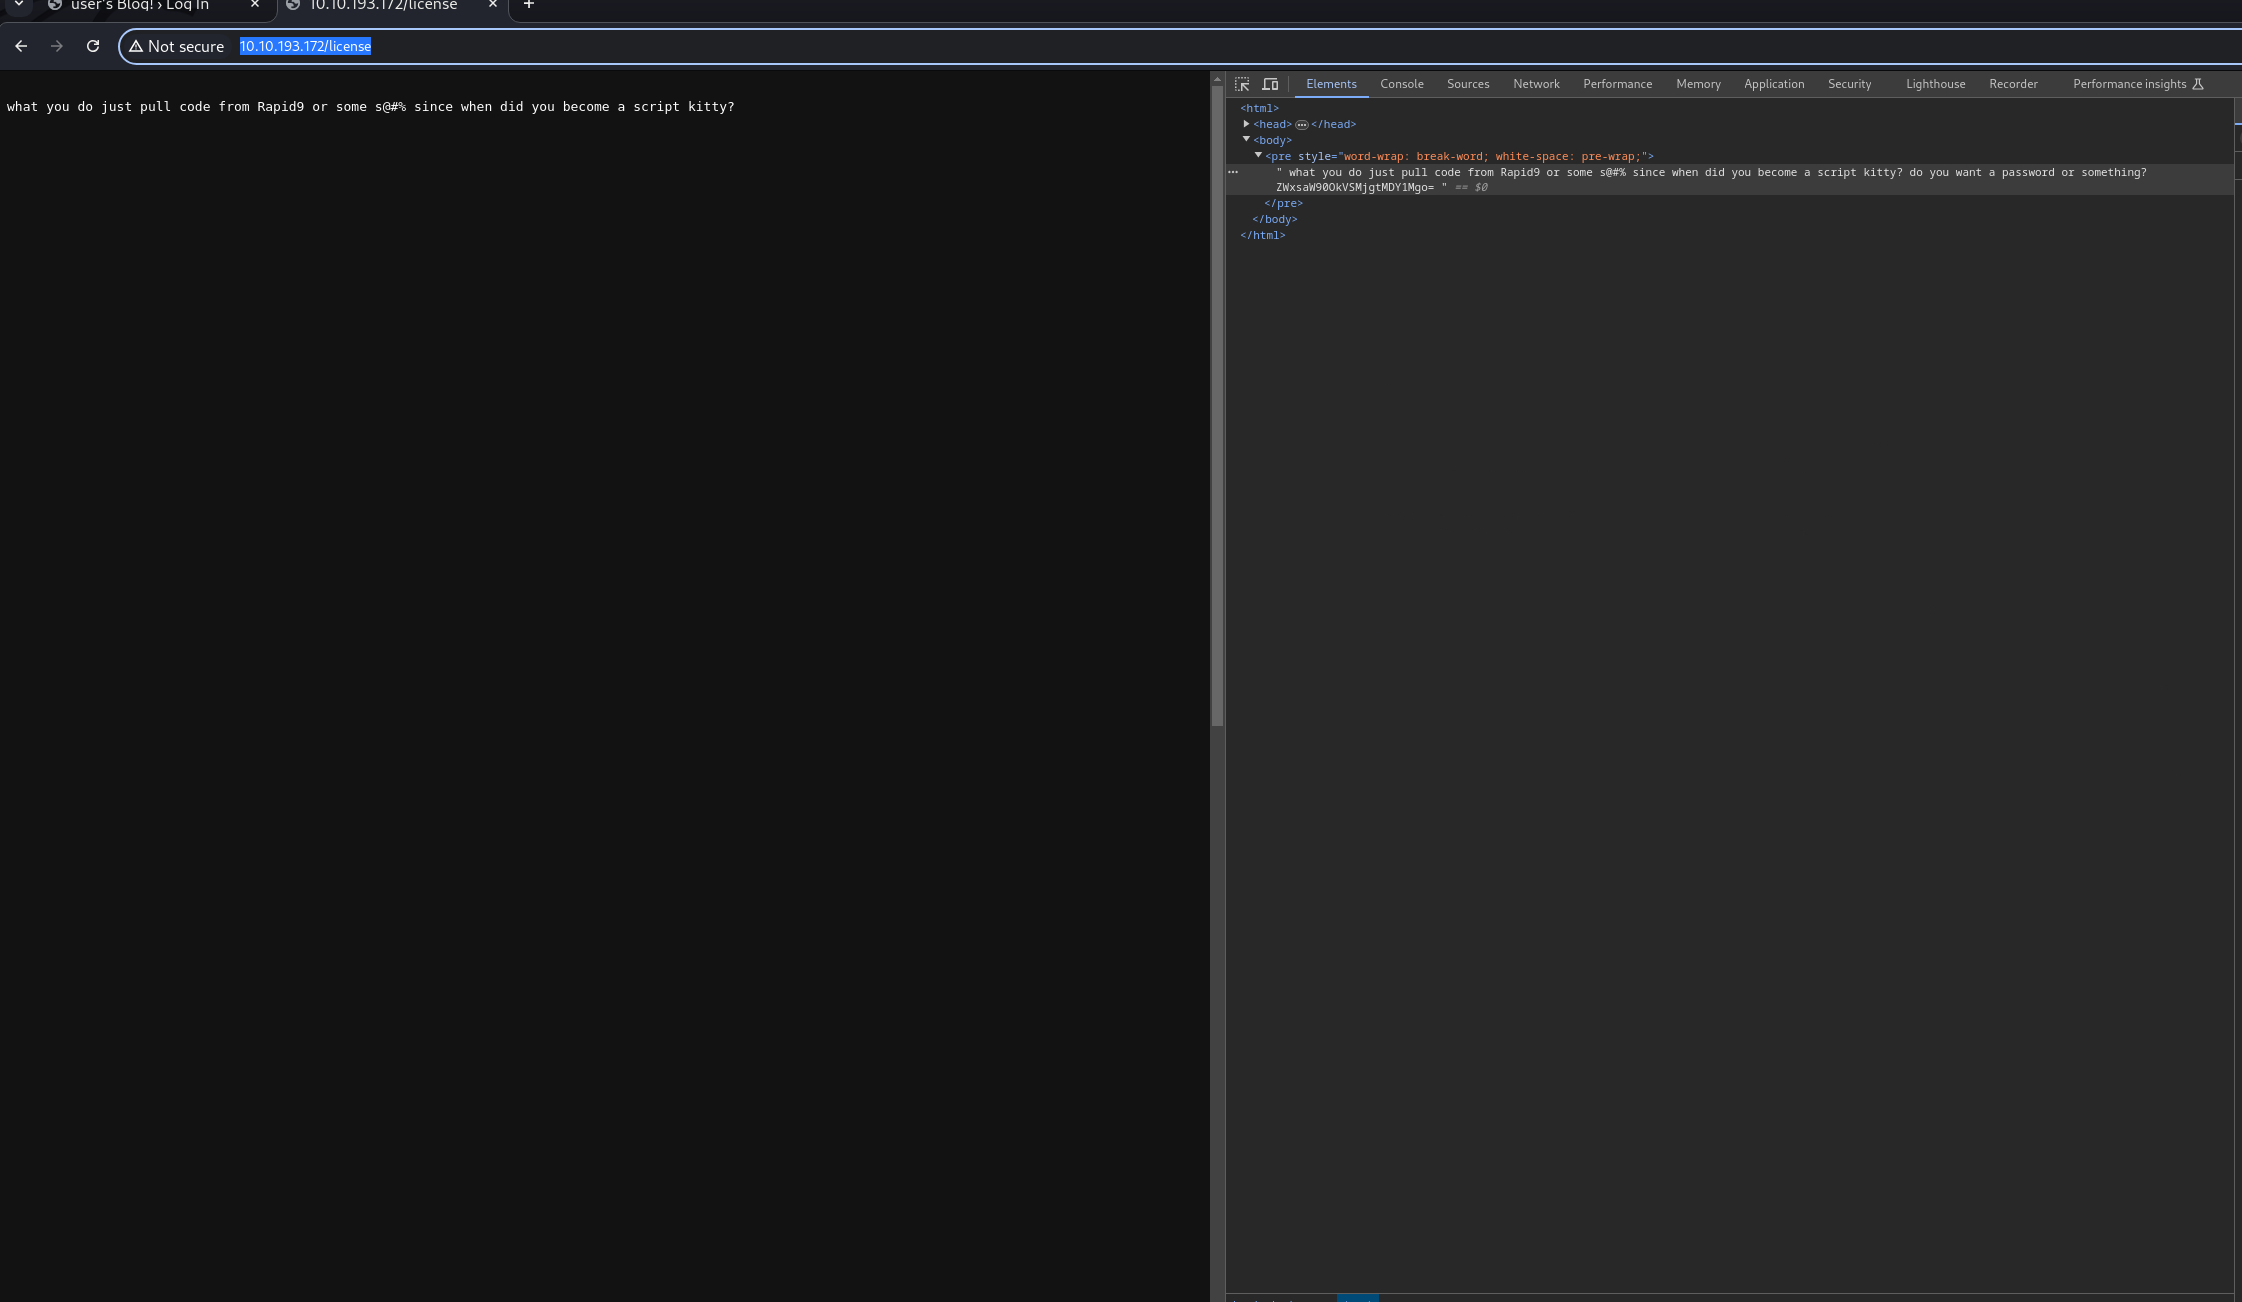 user's Blog! › Log In
10.10.193.172/license
Not secure
10.10.193.172/license
what you do just pull code from Rapid9 or some s@#% since when did you become a script kitty?
Elements Console Sources Network Performance Memory Application Security Lighthouse Recorder Performance insights
<html>
<head> ⋯ </head>
<body>
<pre style="word-wrap: break-word; white-space: pre-wrap;">
" what you do just pull code from Rapid9 or some s@#% since when did you become a script kitty? do you want a password or something?
ZWxsaW90OkVSMjgtMDY1Mgo= " == $0
</pre>
</body>
</html>